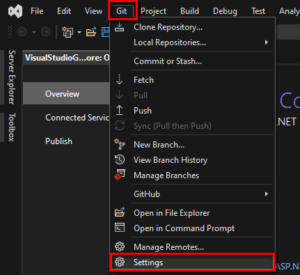 File Edit View Git Project Build Debug Test Analy
VisualStudioG...ore: O
Server Explorer
Toolbox
Overview
Connected Servic
Publish
Clone Repository...
Local Repositories...
Commit or Stash...
Fetch
Pull
Push
Sync (Pull then Push)
New Branch...
View Branch History
Manage Branches
GitHub
Open in File Explorer
Open in Command Prompt
Manage Remotes...
Settings
Co
.NET
ASP.N